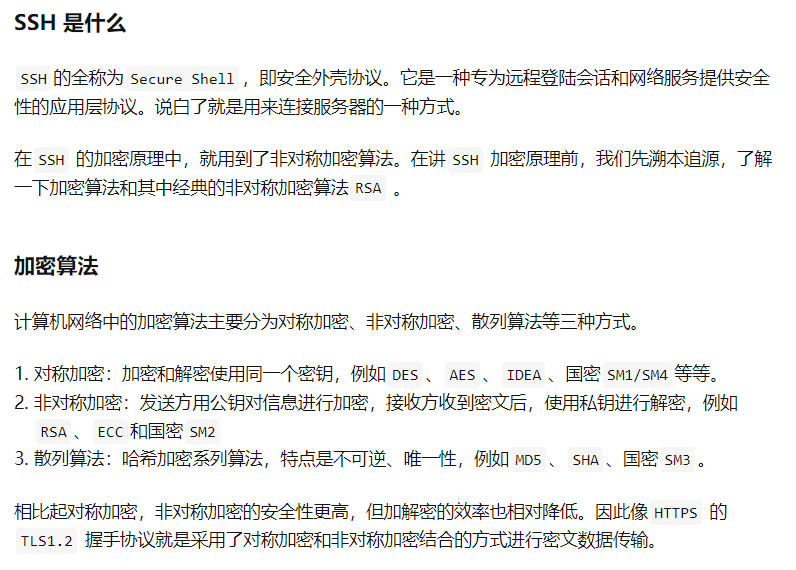 SSH 是什么
SSH 的全称为 Secure Shell ，即安全外壳协议。它是一种专为远程登陆会话和网络服务提供安全
性的应用层协议。说白了就是用来连接服务器的一种方式。
在 SSH 的加密原理中，就用到了非对称加密算法。在讲 SSH 加密原理前，我们先溯本追源，了解
一下加密算法和其中经典的非对称加密算法 RSA 。
加密算法
计算机网络中的加密算法主要分为对称加密、非对称加密、散列算法等三种方式。
1. 对称加密：加密和解密使用同一个密钥，例如 DES 、 AES 、 IDEA 、国密 SM1/SM4 等等。
2. 非对称加密：发送方用公钥对信息进行加密，接收方收到密文后，使用私钥进行解密，例如
RSA 、 ECC 和国密 SM2
3. 散列算法：哈希加密系列算法，特点是不可逆、唯一性，例如 MD5 、 SHA 、国密 SM3 。
相比起对称加密，非对称加密的安全性更高，但加解密的效率也相对降低。因此像 HTTPS 的
TLS1.2 握手协议就是采用了对称加密和非对称加密结合的方式进行密文数据传输。